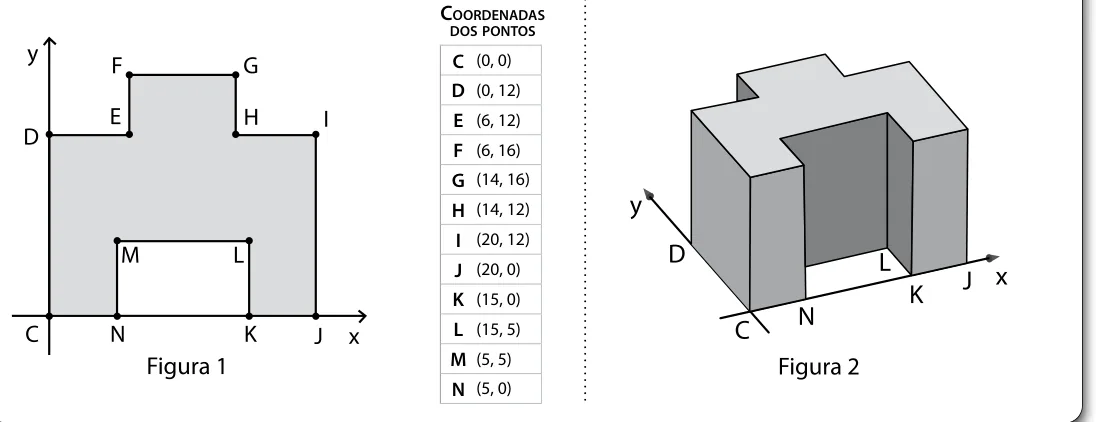 y
F
G
E
H
I
D
M
L
C
N
K
J
x
Figura 1
COORDENADAS
DOS PONTOS
C (0, 0)
D (0, 12)
E (6, 12)
F (6, 16)
G (14, 16)
H (14, 12)
I (20, 12)
J (20, 0)
K (15, 0)
L (15, 5)
M (5, 5)
N (5, 0)
y
D
L
x
J
K
N
C
Figura 2